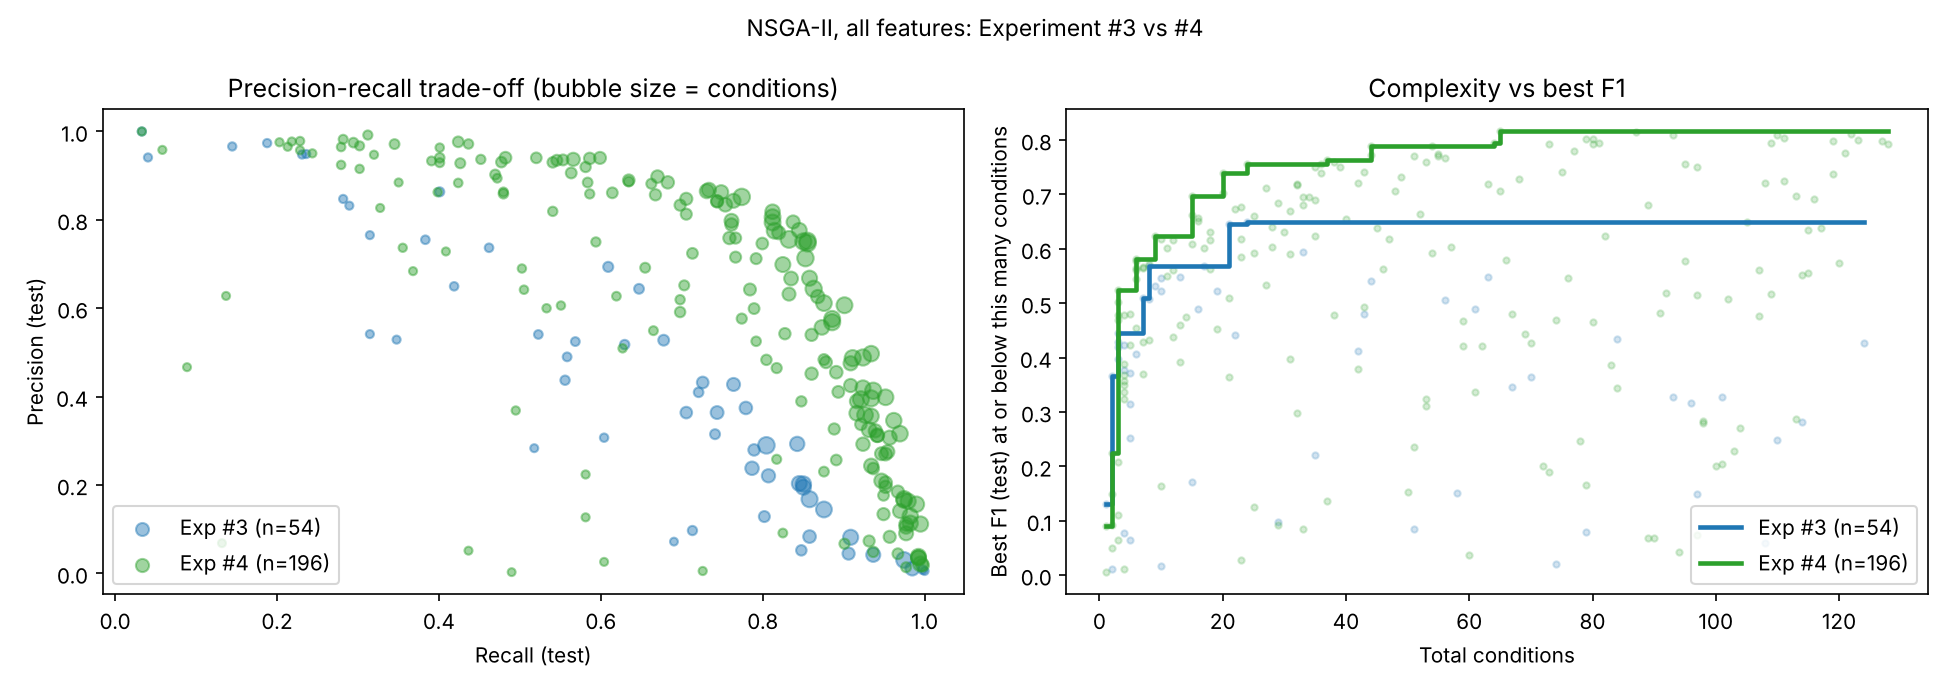 NSGA-II, all features: Experiment #3 vs #4
Precision-recall trade-off (bubble size = conditions)
Precision (test)
1.0
0.8
0.6
0.4
0.2
0.0
Exp #3 (n=54)
Exp #4 (n=196)
0.0 0.2 0.4 0.6 0.8 1.0
Recall (test)
Complexity vs best F1
Best F1 (test) at or below this many conditions
0.8
0.7
0.6
0.5
0.4
0.3
0.2
0.1
0.0
Exp #3 (n=54)
Exp #4 (n=196)
0 20 40 60 80 100 120
Total conditions